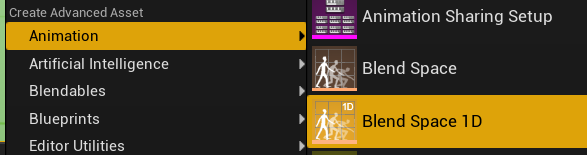 Create Advanced Asset
Animation
Artificial Intelligence
Blendables
Blueprints
Editor Utilities
Animation Sharing Setup
Blend Space
1D
Blend Space 1D